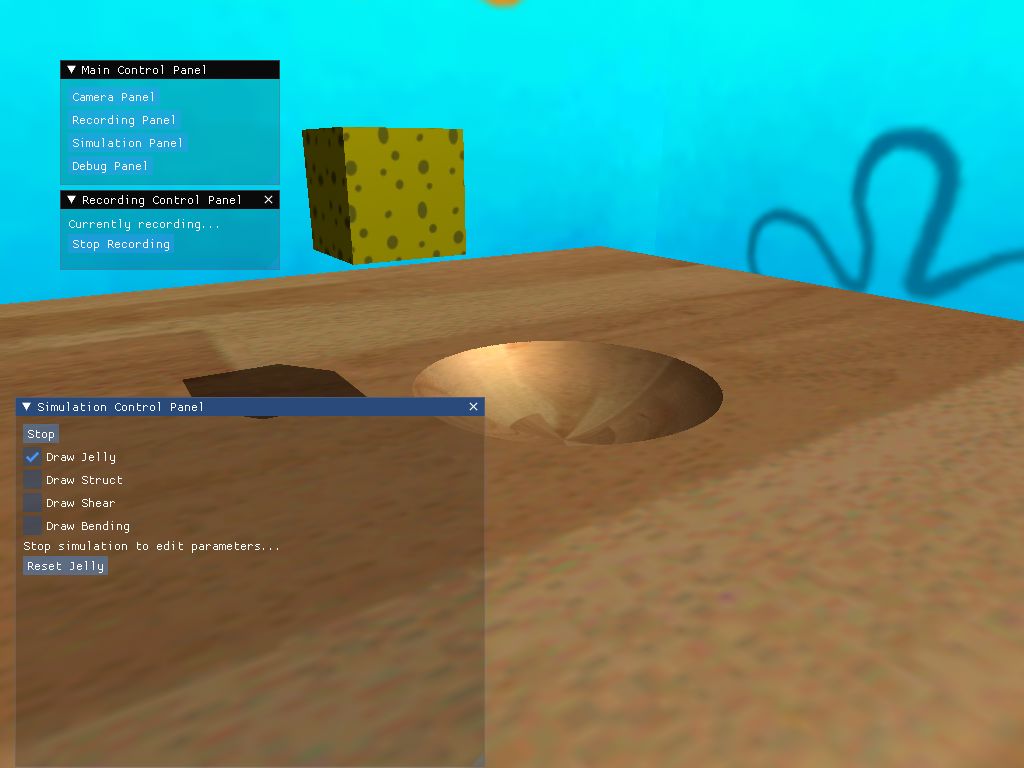 Main Control Panel
Camera Panel
Recording Panel
Simulation Panel
Debug Panel
Recording Control Panel
Currently recording...
Stop Recording
Simulation Control Panel
Stop
Draw Jelly
Draw Struct
Draw Shear
Draw Bending
Stop simulation to edit parameters...
Reset Jelly